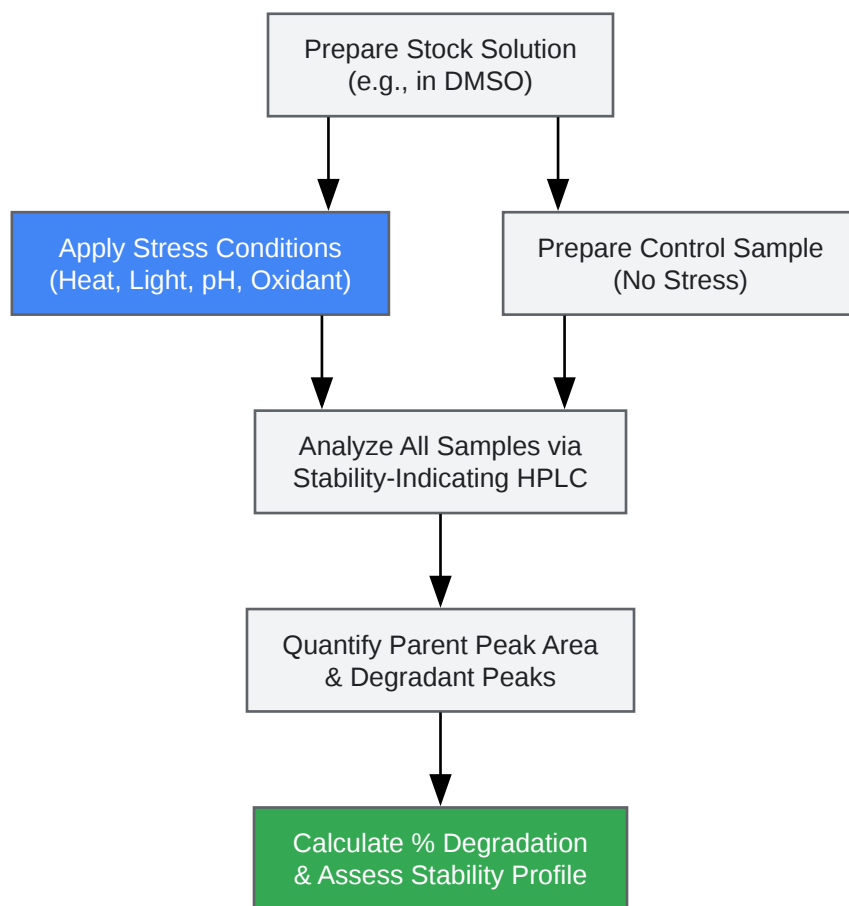 Prepare Stock Solution
(e.g., in DMSO)
Apply Stress Conditions
(Heat, Light, pH, Oxidant)
Prepare Control Sample
(No Stress)
Analyze All Samples via
Stability-Indicating HPLC
Quantify Parent Peak Area
& Degradant Peaks
Calculate % Degradation
& Assess Stability Profile